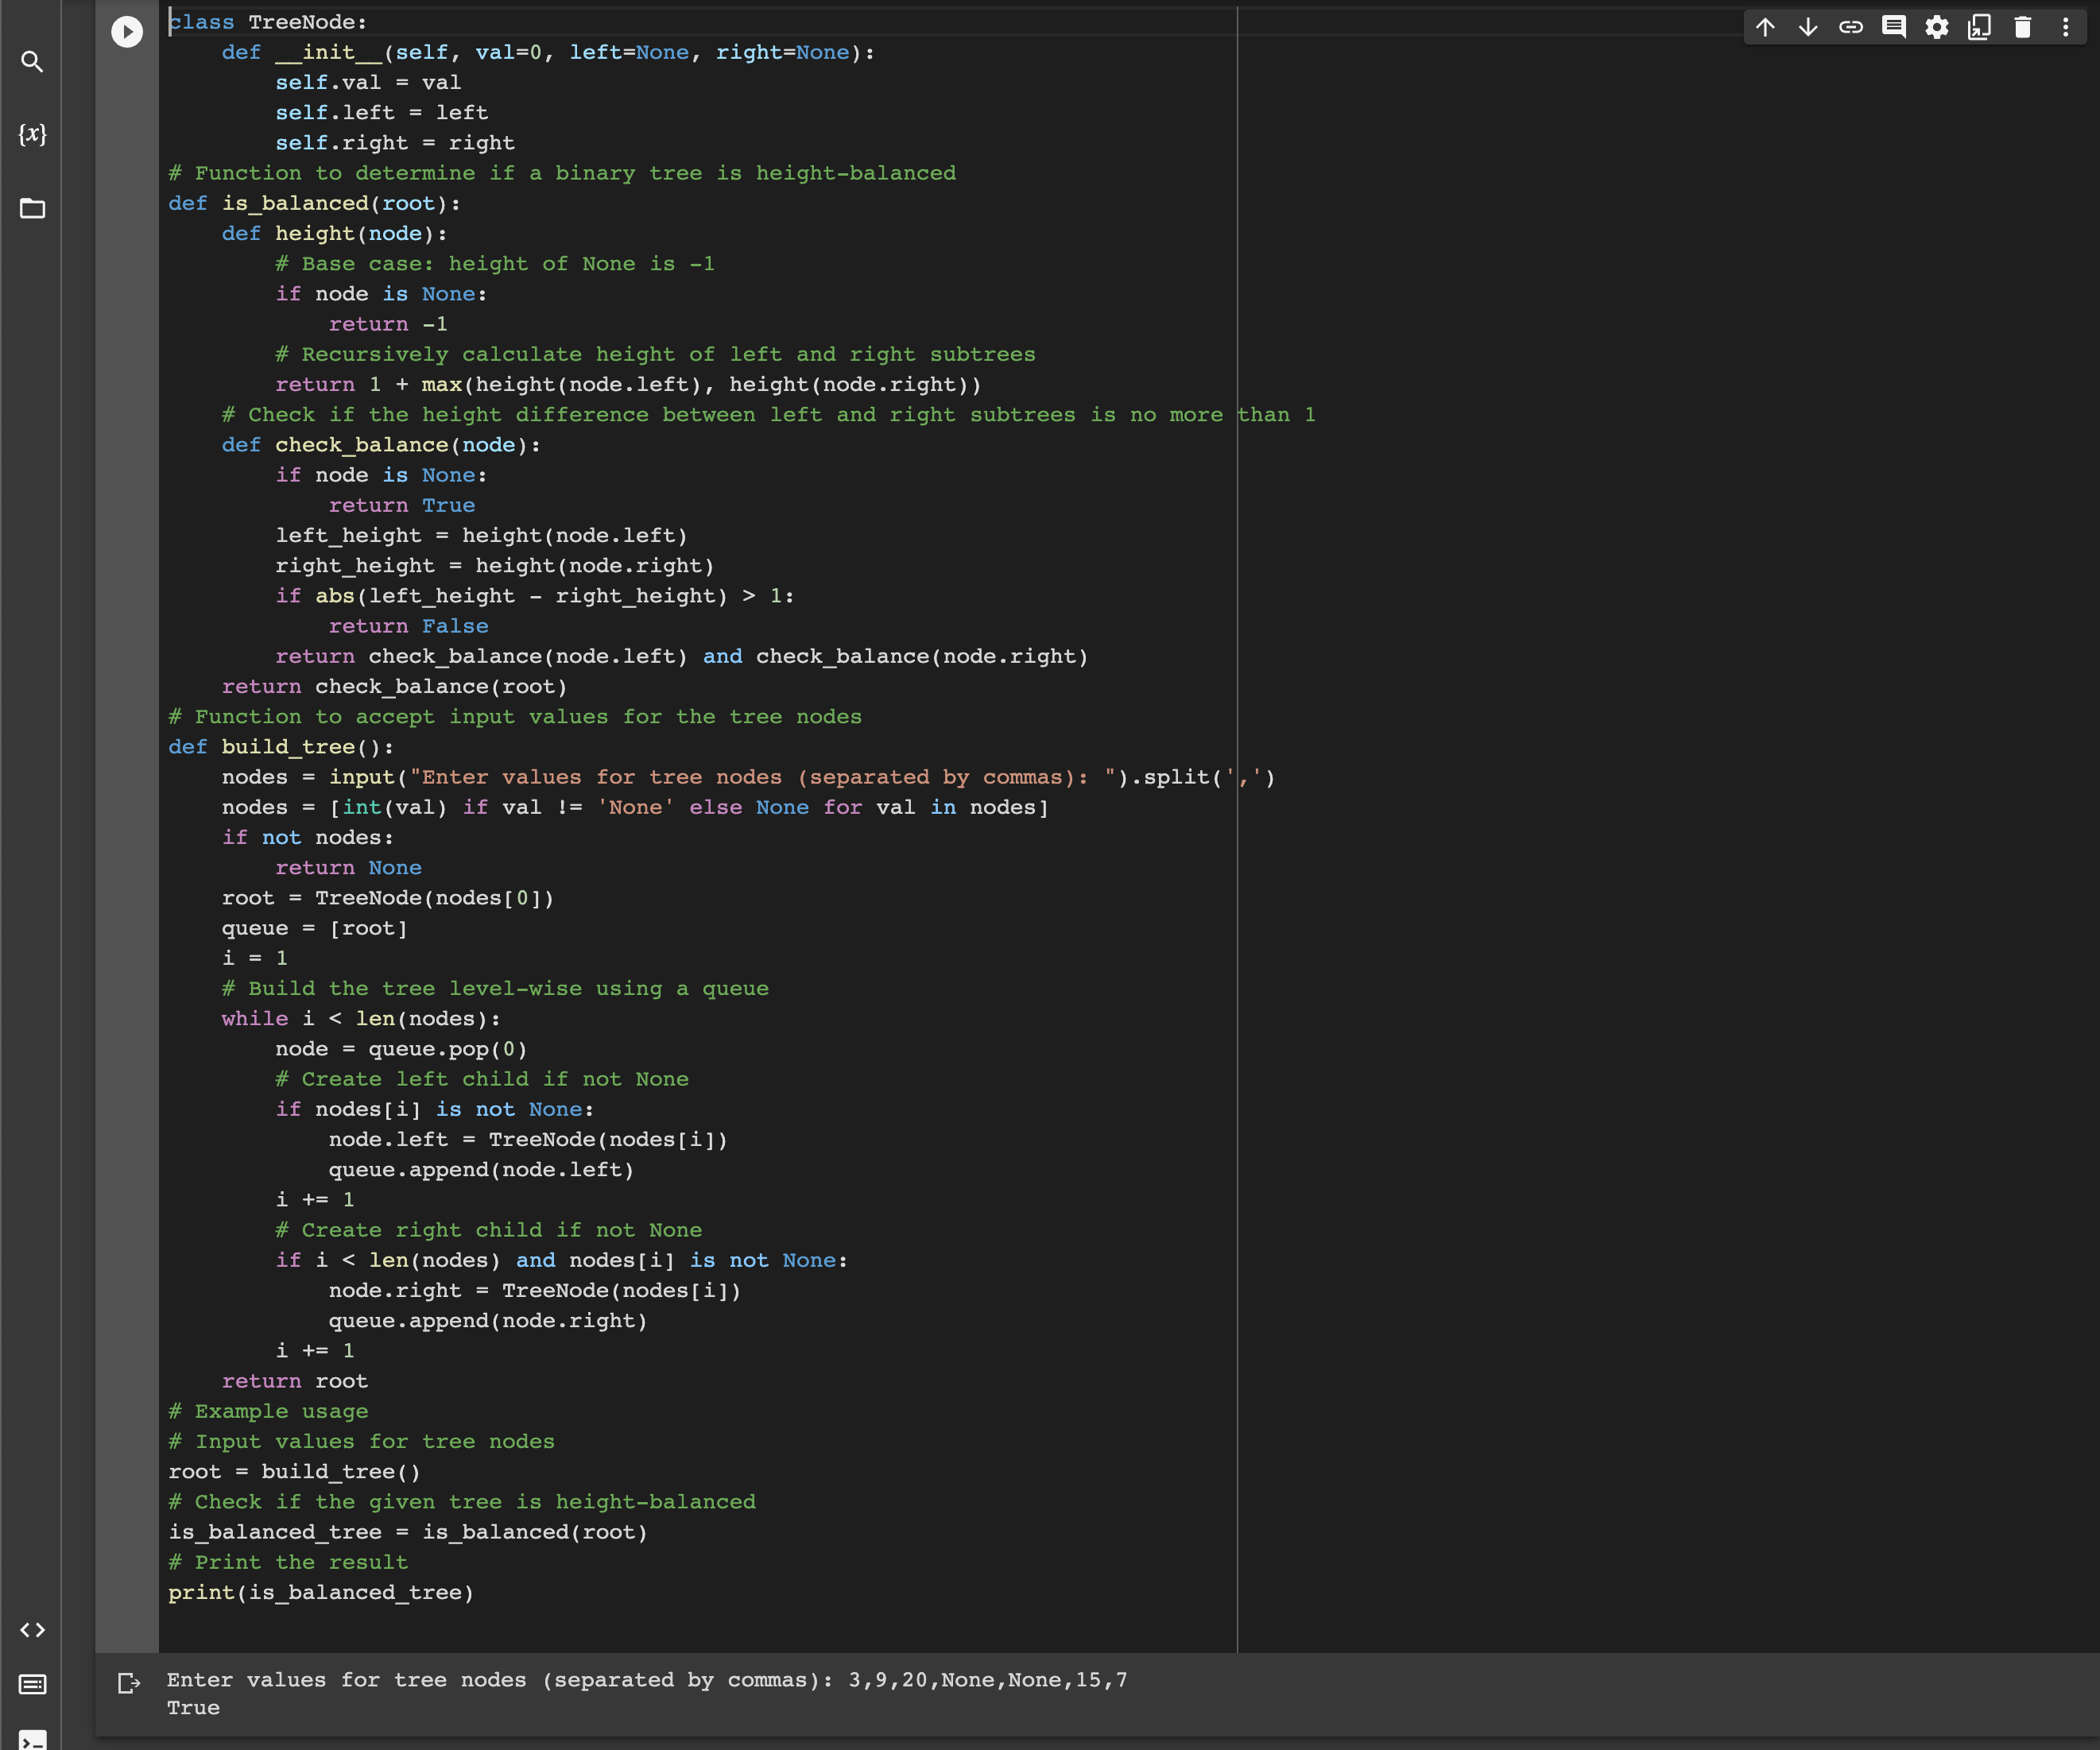 class TreeNode:
    def __init__(self, val=0, left=None, right=None):
        self.val = val
        self.left = left
        self.right = right
# Function to determine if a binary tree is height-balanced
def is_balanced(root):
    def height(node):
        # Base case: height of None is -1
        if node is None:
            return -1
        # Recursively calculate height of left and right subtrees
        return 1 + max(height(node.left), height(node.right))
    # Check if the height difference between left and right subtrees is no more than 1
    def check_balance(node):
        if node is None:
            return True
        left_height = height(node.left)
        right_height = height(node.right)
        if abs(left_height - right_height) > 1:
            return False
        return check_balance(node.left) and check_balance(node.right)
    return check_balance(root)
# Function to accept input values for the tree nodes
def build_tree():
    nodes = input("Enter values for tree nodes (separated by commas): ").split(',')
    nodes = [int(val) if val != 'None' else None for val in nodes]
    if not nodes:
        return None
    root = TreeNode(nodes[0])
    queue = [root]
    i = 1
    # Build the tree level-wise using a queue
    while i < len(nodes):
        node = queue.pop(0)
        # Create left child if not None
        if nodes[i] is not None:
            node.left = TreeNode(nodes[i])
            queue.append(node.left)
        i += 1
        # Create right child if not None
        if i < len(nodes) and nodes[i] is not None:
            node.right = TreeNode(nodes[i])
            queue.append(node.right)
        i += 1
    return root
# Example usage
# Input values for tree nodes
root = build_tree()
# Check if the given tree is height-balanced
is_balanced_tree = is_balanced(root)
# Print the result
print(is_balanced_tree)
Enter values for tree nodes (separated by commas): 3,9,20,None,None,15,7
True